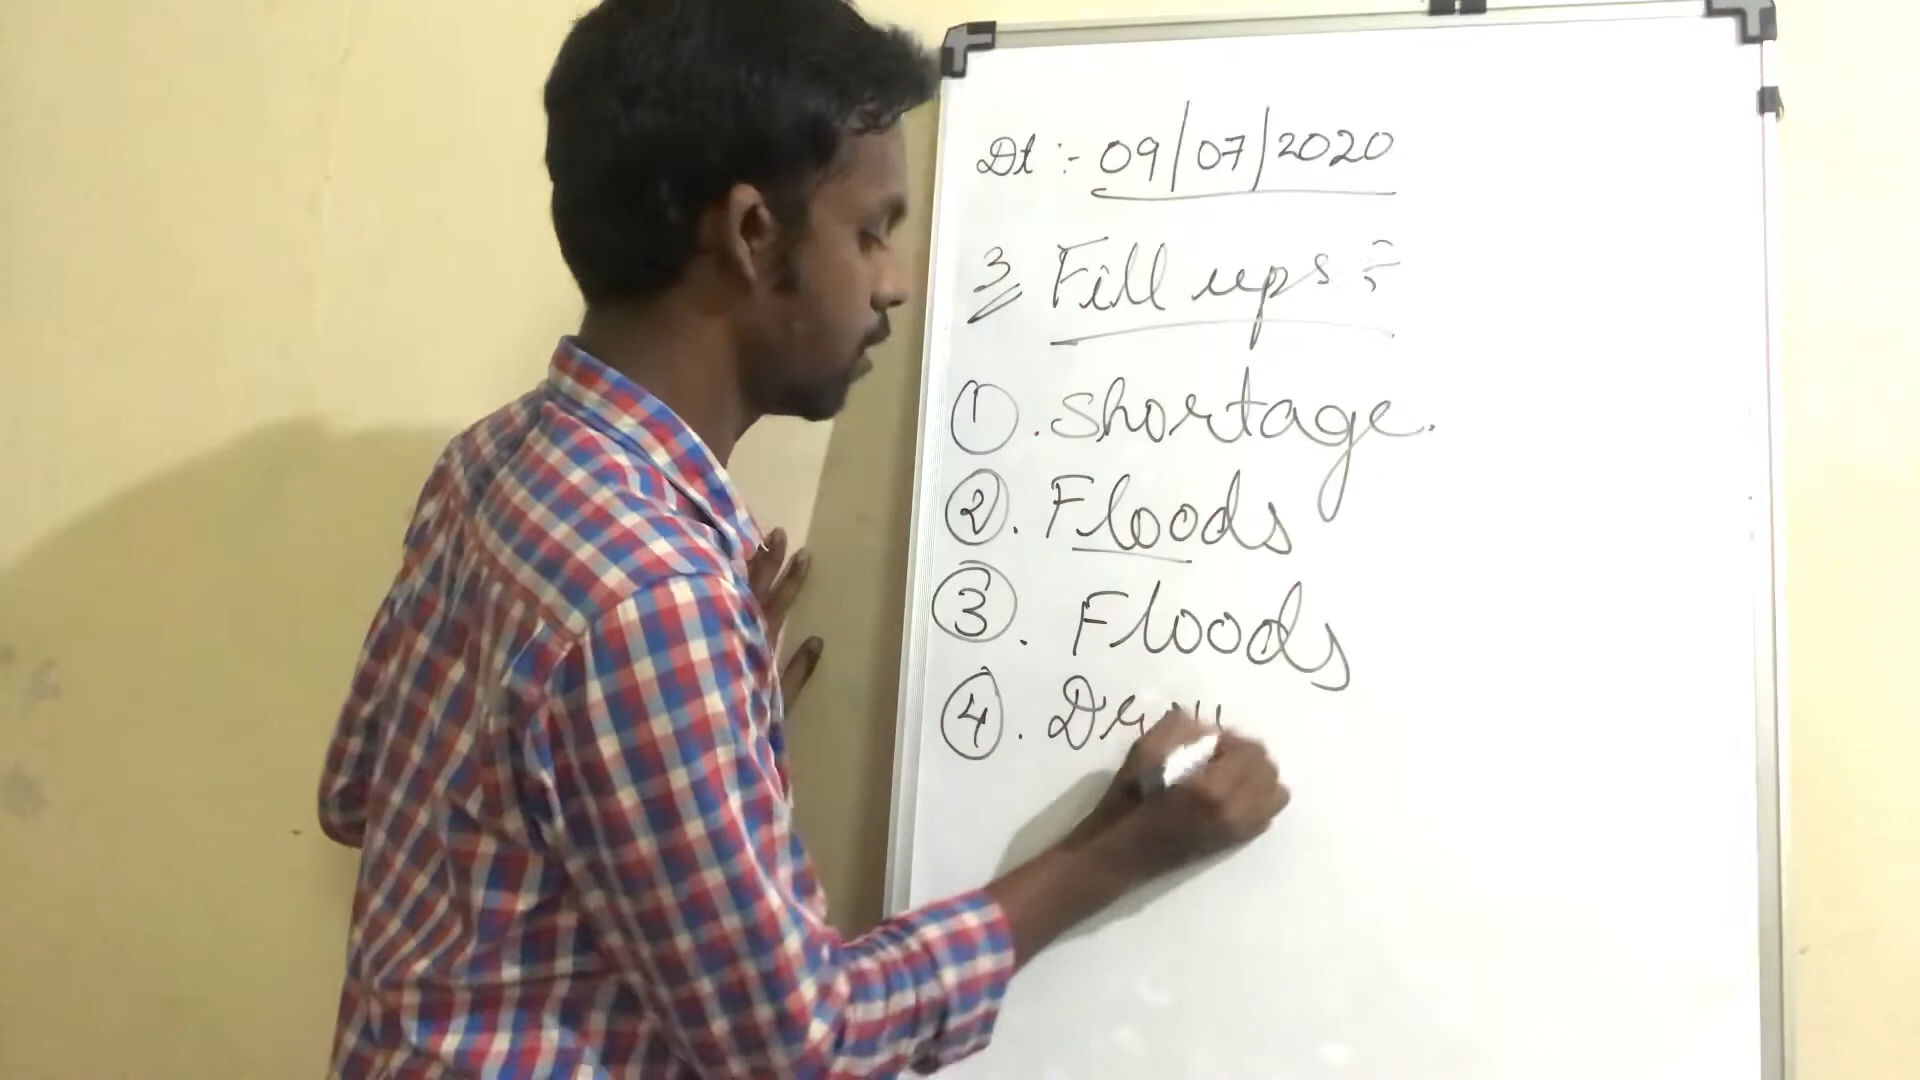 Dt :- 09/07/2020
3 Fill ups :-
1 . shortage.
2 . Floods
3 . Floods
4 .